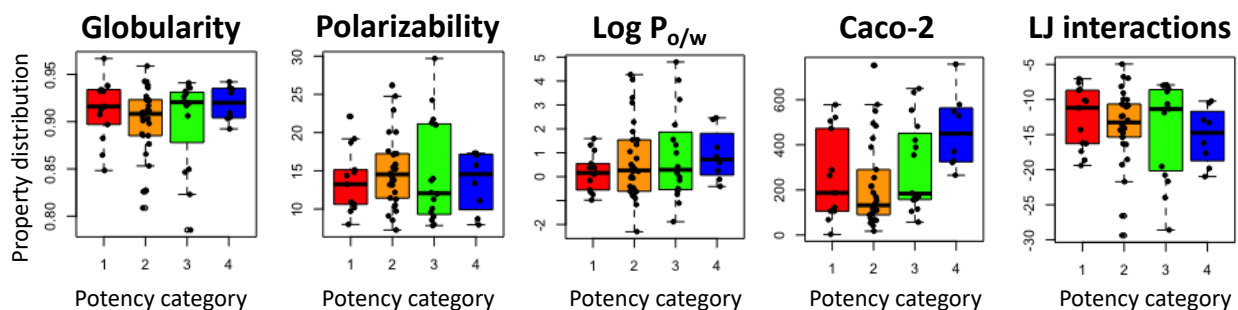 Globularity
Polarizability
Log Po/w
Caco-2
LJ interactions
Property distribution
0.95
0.90
0.85
0.80
30
25
20
15
10
5
4
3
2
1
0
-2
600
400
200
0
-5
-10
-15
-20
-25
-30
1 2 3 4
1 2 3 4
1 2 3 4
1 2 3 4
1 2 3 4
Potency category
Potency category
Potency category
Potency category
Potency category